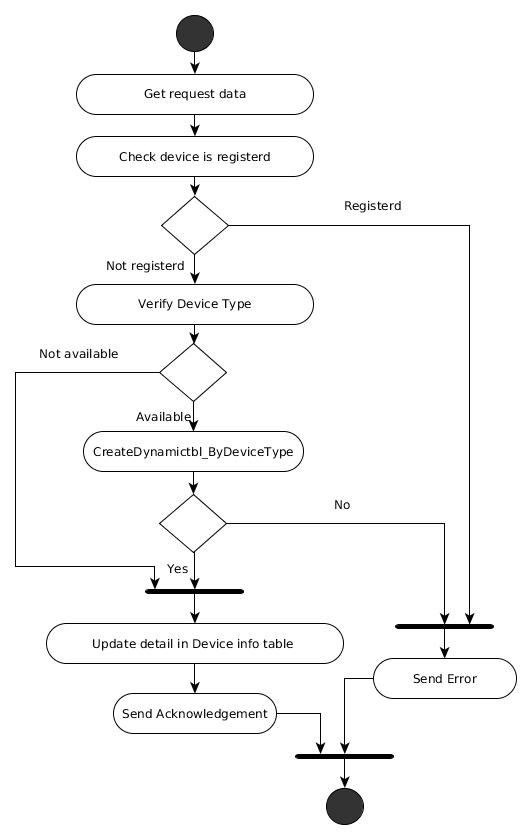 Get request data
Check device is registerd
Registerd
Not registerd
Verify Device Type
Not available
Available
CreateDynamictbl_ByDeviceType
No
Yes
Update detail in Device info table
Send Error
Send Acknowledgement